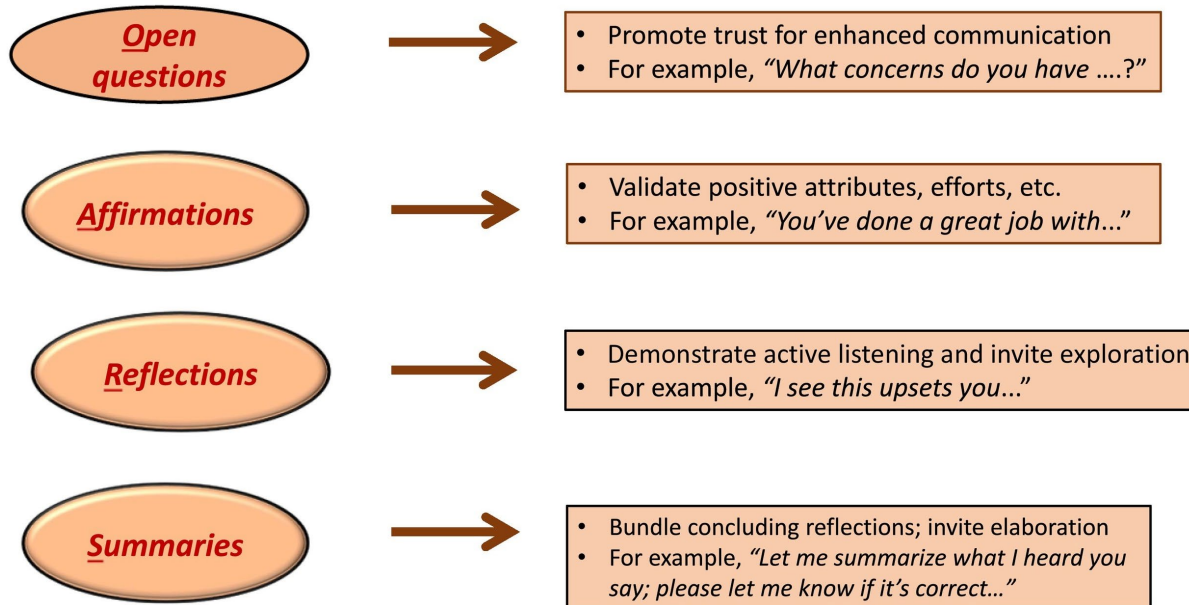 Open
questions
• Promote trust for enhanced communication
• For example, “What concerns do you have ....?”
Affirmations
• Validate positive attributes, efforts, etc.
• For example, “You’ve done a great job with...”
Reflections
• Demonstrate active listening and invite exploration
• For example, “I see this upsets you...”
Summaries
• Bundle concluding reflections; invite elaboration
• For example, “Let me summarize what I heard you
say; please let me know if it’s correct...”